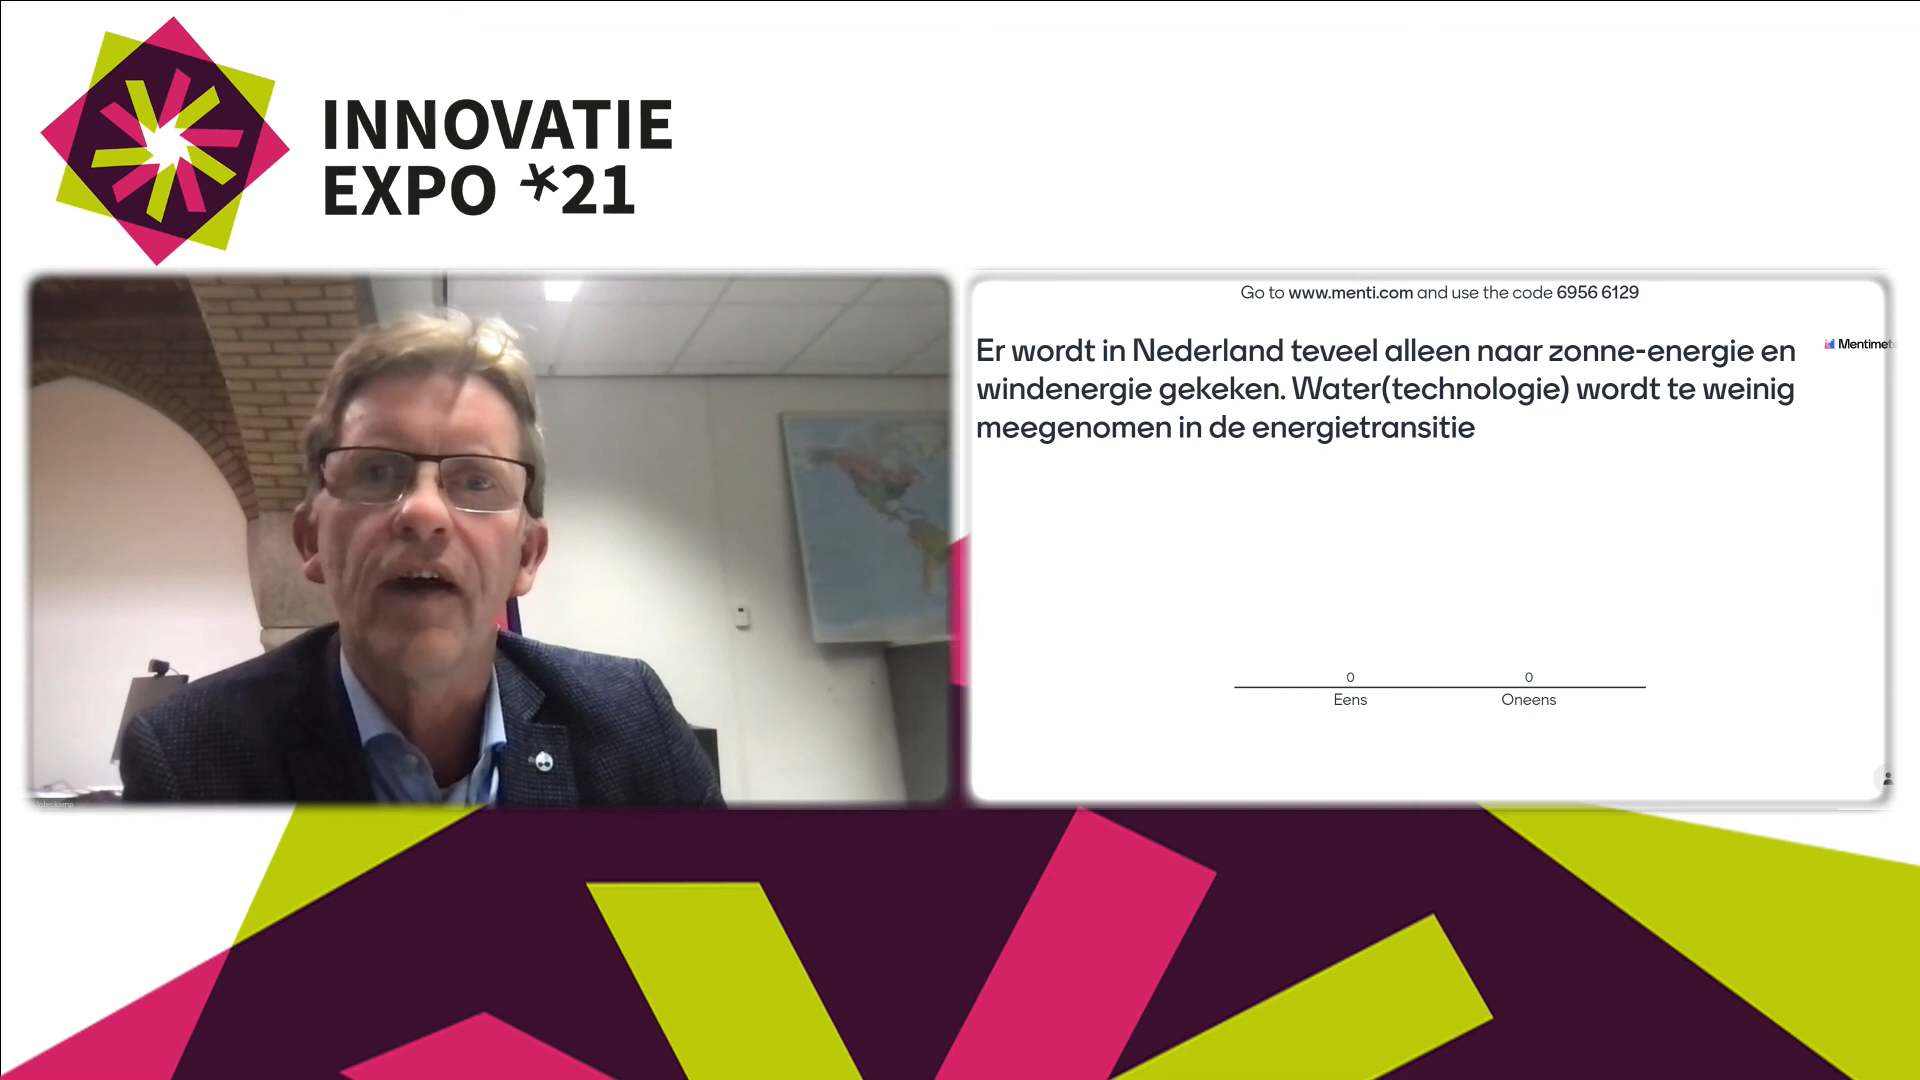 INNOVATIE
EXPO *21
Go to www.menti.com and use the code 6956 6129
Er wordt in Nederland teveel alleen naar zonne-energie en
windenergie gekeken. Water(technologie) wordt te weinig
meegenomen in de energietransitie
Mentimet
0
0
Eens
Oneens